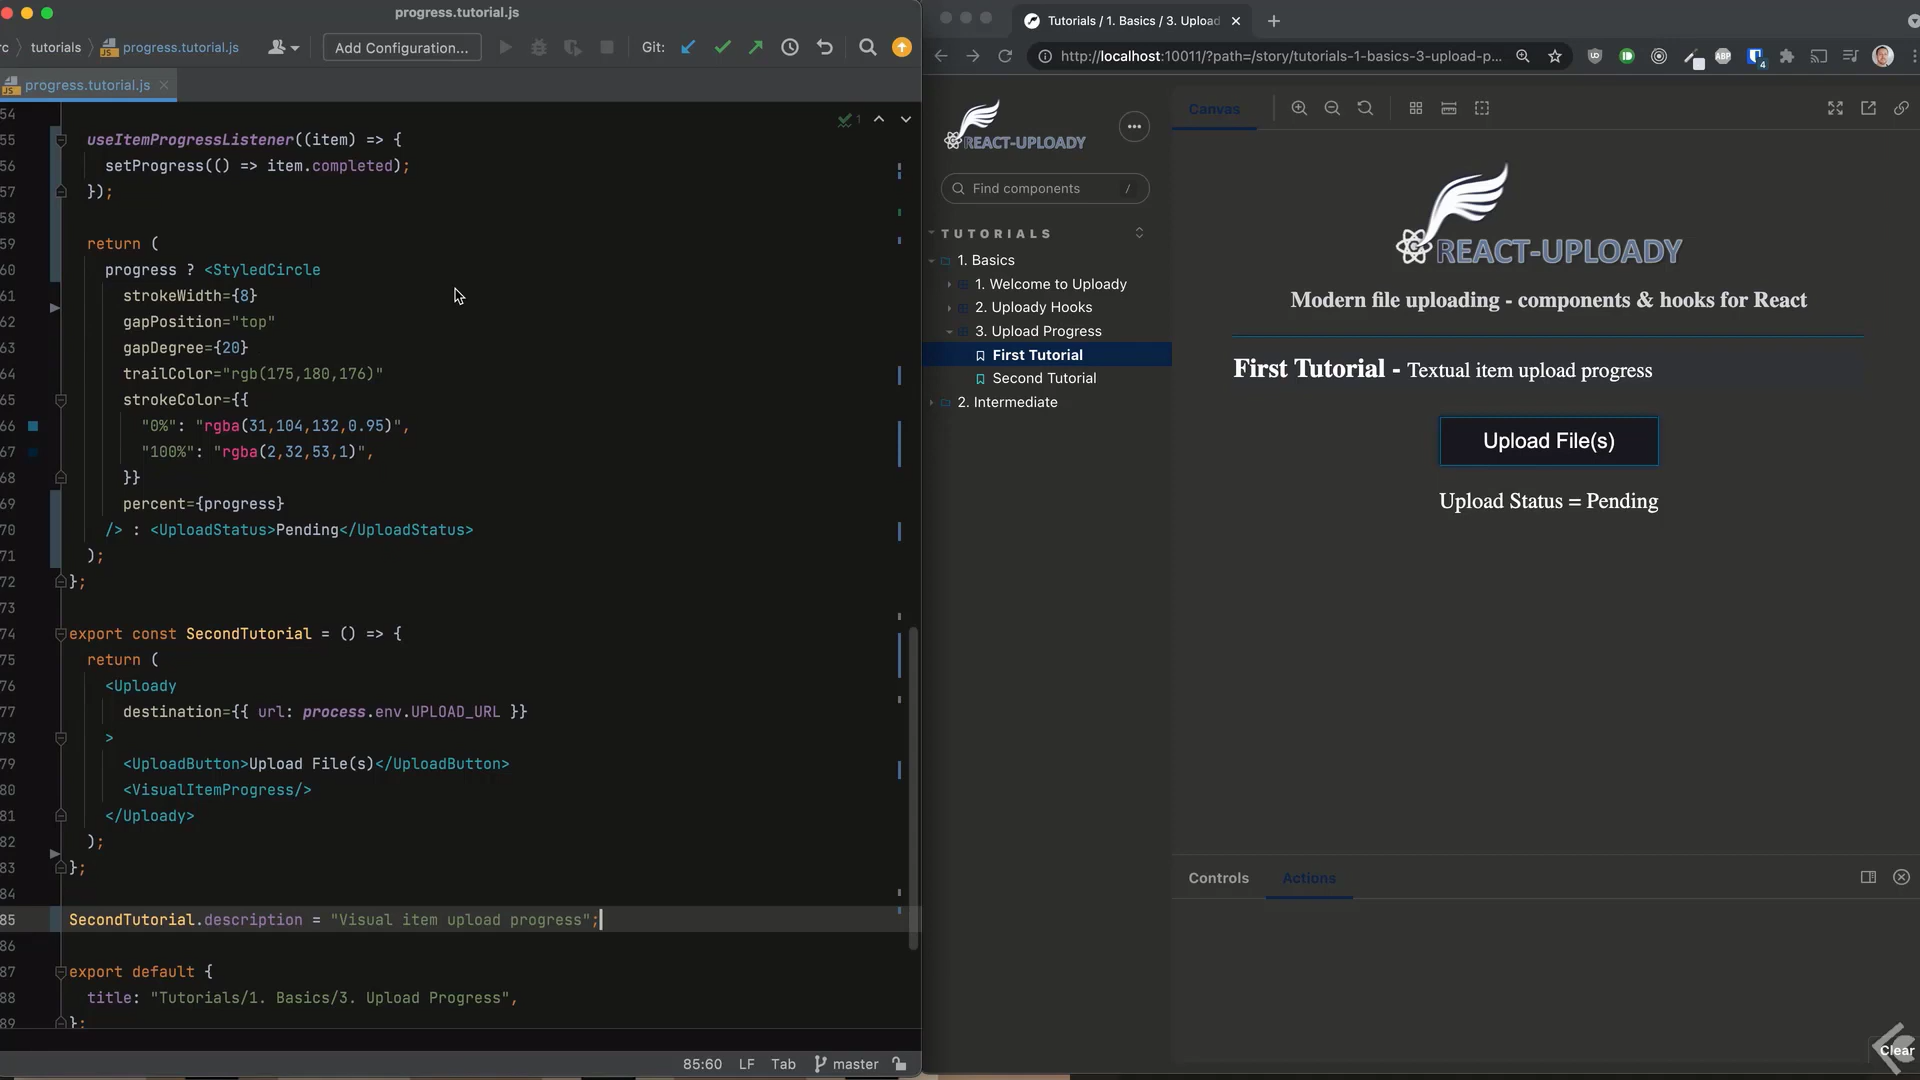 progress.tutorial.js
rc
tutorials
progress.tutorial.js
Add Configuration...
Git:
progress.tutorial.js
1
54
55 useItemProgressListener((item) => {
56 setProgress(() => item.completed);
57 });
58
59 return (
60 progress ? <StyledCircle
61 strokeWidth={8}
62 gapPosition="top"
63 gapDegree={20}
64 trailColor="rgb(175,180,176)"
65 strokeColor={{
66 "0%": "rgba(31,104,132,0.95)",
67 "100%": "rgba(2,32,53,1)",
68 }}
69 percent={progress}
70 /> : <UploadStatus>Pending</UploadStatus>
71 );
72 };
73
74 export const SecondTutorial = () => {
75 return (
76 <Uploady
77 destination={{ url: process.env.UPLOAD_URL }}
78 >
79 <UploadButton>Upload File(s)</UploadButton>
80 <VisualItemProgress/>
81 </Uploady>
82 );
83 };
84
85 SecondTutorial.description = "Visual item upload progress";
86
87 export default {
88 title: "Tutorials/1. Basics/3. Upload Progress",
89 };
85:60 LF Tab master
Tutorials / 1. Basics / 3. Upload
http://localhost:10011/?path=/story/tutorials-1-basics-3-upload-p...
ABP
4
REACT-UPLOADY
Find components
/
TUTORIALS
1. Basics
1. Welcome to Uploady
2. Uploady Hooks
3. Upload Progress
First Tutorial
Second Tutorial
2. Intermediate
Canvas
REACT-UPLOADY
Modern file uploading - components & hooks for React
First Tutorial - Textual item upload progress
Upload File(s)
Upload Status = Pending
Controls
Actions
Clear